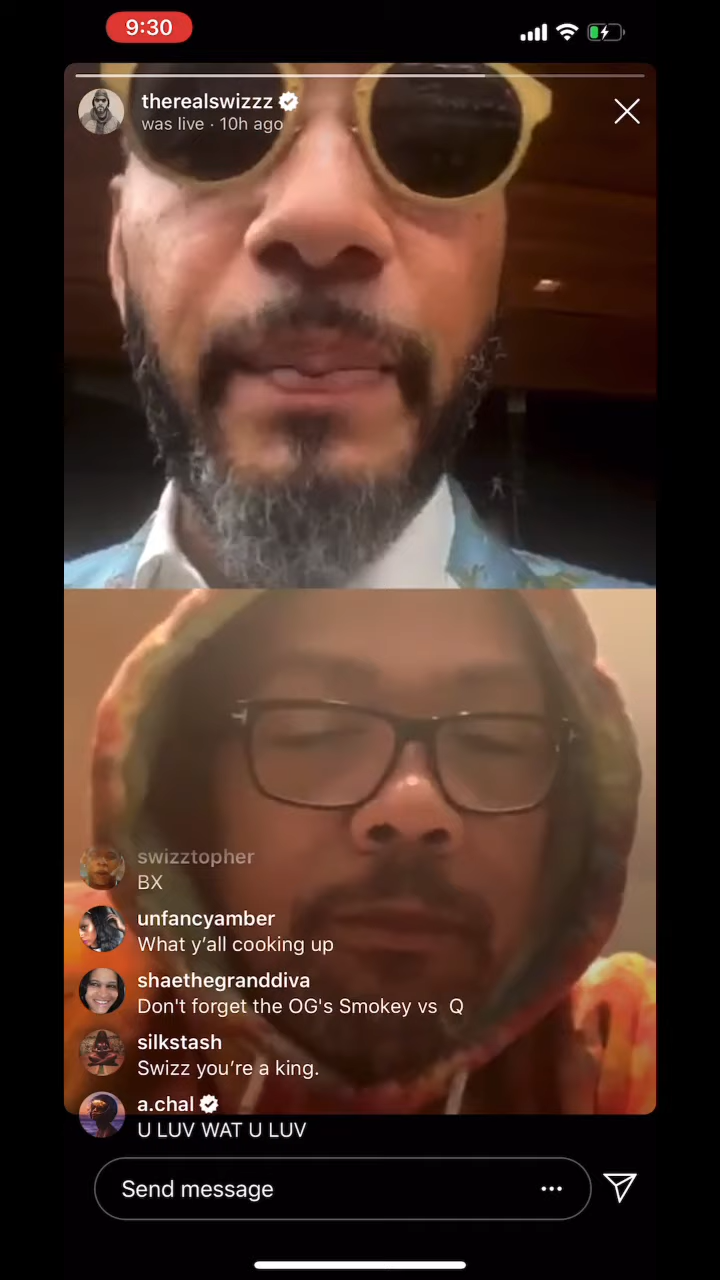 9:30
therealswizzz
was live · 10h ago
swizztopher
BX
unfancyamber
What y’all cooking up
shaethegranddiva
Don't forget the OG's Smokey vs  Q
silkstash
Swizz you’re a king.
a.chal
U LUV WAT U LUV
Send message